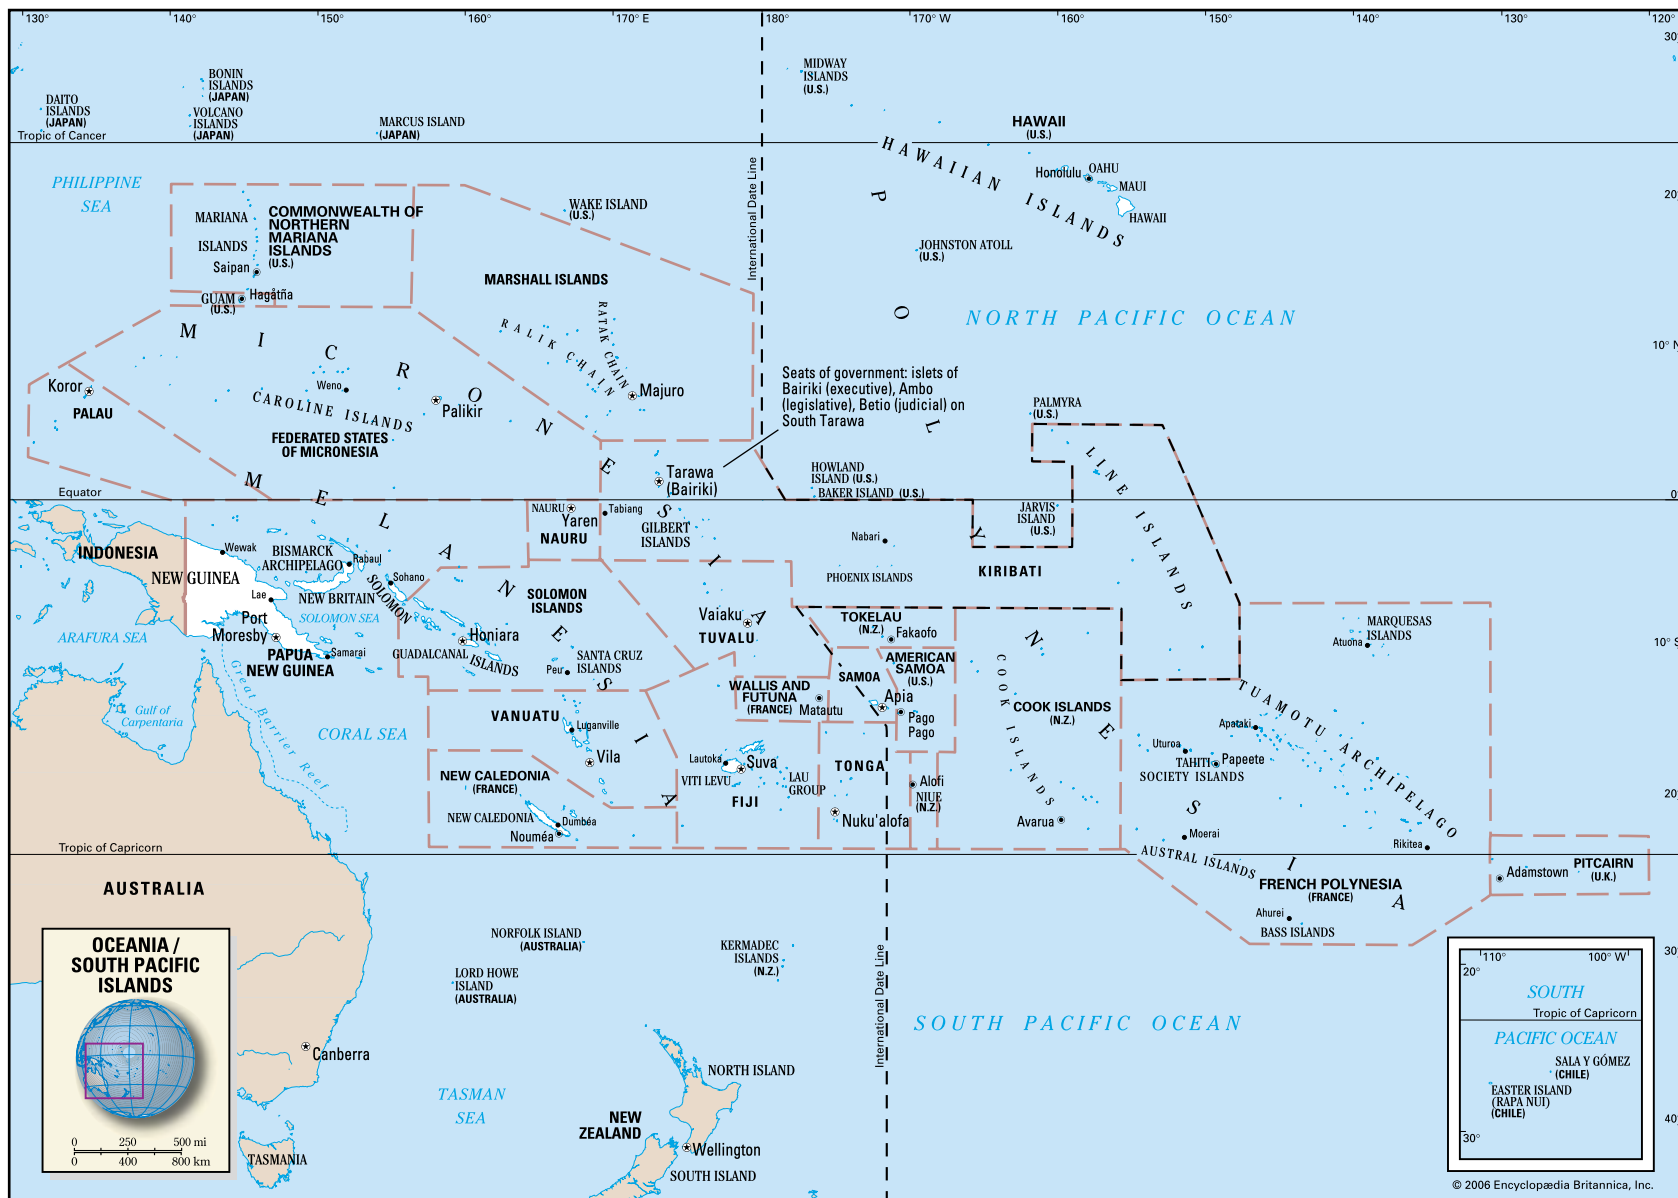 130°
140°
150°
160°
170° E
180°
170° W
160°
150°
140°
130°
120°
30°
MIDWAY
ISLANDS
(U.S.)
BONIN
ISLANDS
(JAPAN)
DAITO
ISLANDS
(JAPAN)
VOLCANO
ISLANDS
(JAPAN)
MARCUS ISLAND
(JAPAN)
Tropic of Cancer
HAWAII
(U.S.)
HAWAIIAN ISLANDS
Honolulu
OAHU
MAUI
HAWAII
PHILIPPINE
SEA
20°
MARIANA
ISLANDS
COMMONWEALTH OF
NORTHERN
MARIANA
ISLANDS
(U.S.)
Saipan
GUAM
(U.S.)
Hagåtña
WAKE ISLAND
(U.S.)
International Date Line
JOHNSTON ATOLL
(U.S.)
MARSHALL ISLANDS
RALIK CHAIN
RATAK CHAIN
Majuro
NORTH PACIFIC OCEAN
10° N
MICRONESIA
POLYNESIA
MELANESIA
Koror
PALAU
Weno
CAROLINE ISLANDS
Palikir
FEDERATED STATES
OF MICRONESIA
Seats of government: islets of
Bairiki (executive), Ambo
(legislative), Betio (judicial) on
South Tarawa
PALMYRA
(U.S.)
LINE ISLANDS
Tarawa
(Bairiki)
HOWLAND
ISLAND (U.S.)
BAKER ISLAND (U.S.)
Equator
0°
JARVIS
ISLAND
(U.S.)
NAURU
Yaren
NAURU
Tabiang
GILBERT
ISLANDS
Nabari
PHOENIX ISLANDS
KIRIBATI
INDONESIA
NEW GUINEA
Wewak
BISMARCK
ARCHIPELAGO
Rabaul
Sohano
Lae
NEW BRITAIN
SOLOMON ISLANDS
SOLOMON SEA
Port
Moresby
PAPUA
NEW GUINEA
Samarai
ARAFURA SEA
SOLOMON
ISLANDS
Honiara
GUADALCANAL
SANTA CRUZ
ISLANDS
Peu
Vaiaku
TUVALU
TOKELAU
(N.Z.)
Fakaofo
AMERICAN
SAMOA
(U.S.)
SAMOA
Apia
Pago
Pago
WALLIS AND
FUTUNA
(FRANCE)
Matautu
COOK ISLANDS
COOK ISLANDS
(N.Z.)
MARQUESAS
ISLANDS
Atuona
10° S
Gulf of
Carpentaria
Great Barrier Reef
CORAL SEA
VANUATU
Luganville
Vila
NEW CALEDONIA
(FRANCE)
NEW CALEDONIA
Dumbéa
Nouméa
Lautoka
Suva
VITI LEVU
LAU
GROUP
FIJI
TONGA
Nuku'alofa
Alofi
NIUE
(N.Z.)
Avarua
TUAMOTU ARCHIPELAGO
Apataki
Uturoa
TAHITI
Papeete
SOCIETY ISLANDS
20°
Moerai
Rikitea
Tropic of Capricorn
AUSTRAL ISLANDS
FRENCH POLYNESIA
(FRANCE)
Ahurei
BASS ISLANDS
PITCAIRN
(U.K.)
Adamstown
AUSTRALIA
NORFOLK ISLAND
(AUSTRALIA)
LORD HOWE
ISLAND
(AUSTRALIA)
KERMADEC
ISLANDS
(N.Z.)
International Date Line
30°
SOUTH PACIFIC OCEAN
Canberra
TASMANIA
TASMAN
SEA
NORTH ISLAND
NEW
ZEALAND
Wellington
SOUTH ISLAND
40°
OCEANIA /
SOUTH PACIFIC
ISLANDS
0 250 500 mi
0 400 800 km
110°
100° W
20°
SOUTH
Tropic of Capricorn
PACIFIC OCEAN
SALA Y GÓMEZ
(CHILE)
EASTER ISLAND
(RAPA NUI)
(CHILE)
30°
© 2006 Encyclopædia Britannica, Inc.